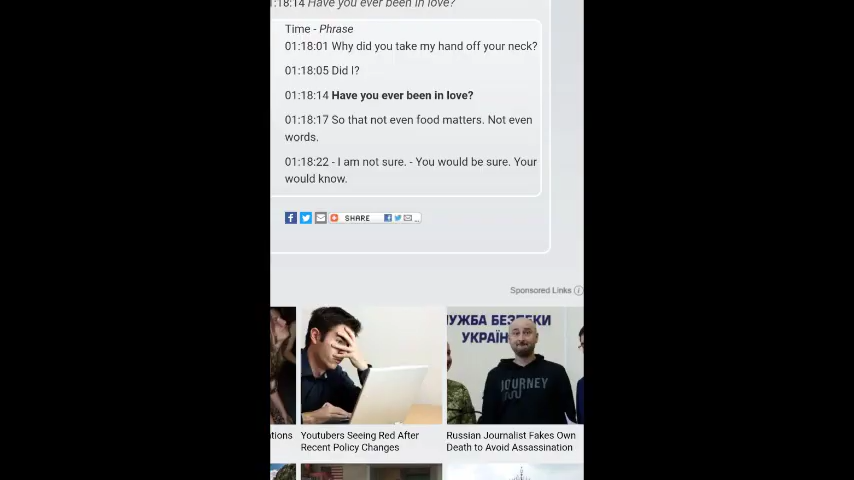 1:18:14 Have you ever been in love?
Time - Phrase
01:18:01 Why did you take my hand off your neck?
01:18:05 Did I?
01:18:14 Have you ever been in love?
01:18:17 So that not even food matters. Not even
words.
01:18:22 - I am not sure. - You would be sure. Your
would know.
SHARE
Sponsored Links
УЖБА БЕЗПЕКИ
УКРАЇН
JOURNEY
tions
Youtubers Seeing Red After
Recent Policy Changes
Russian Journalist Fakes Own
Death to Avoid Assassination